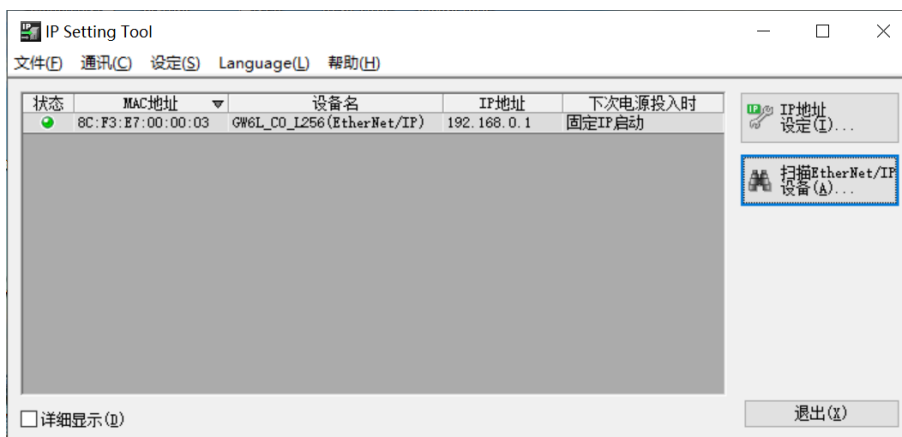 IP Setting Tool
文件(F) 通讯(C) 设定(S) Language(L) 帮助(H)
状态 MAC地址 设备名 IP地址 下次电源投入时
8C:F3:E7:00:00:03 GW6L_C0_L256(EtherNet/IP) 192.168.0.1 固定IP启动
IP地址
设定(I)...
扫描EtherNet/IP
设备(A)...
详细显示(D)
退出(X)